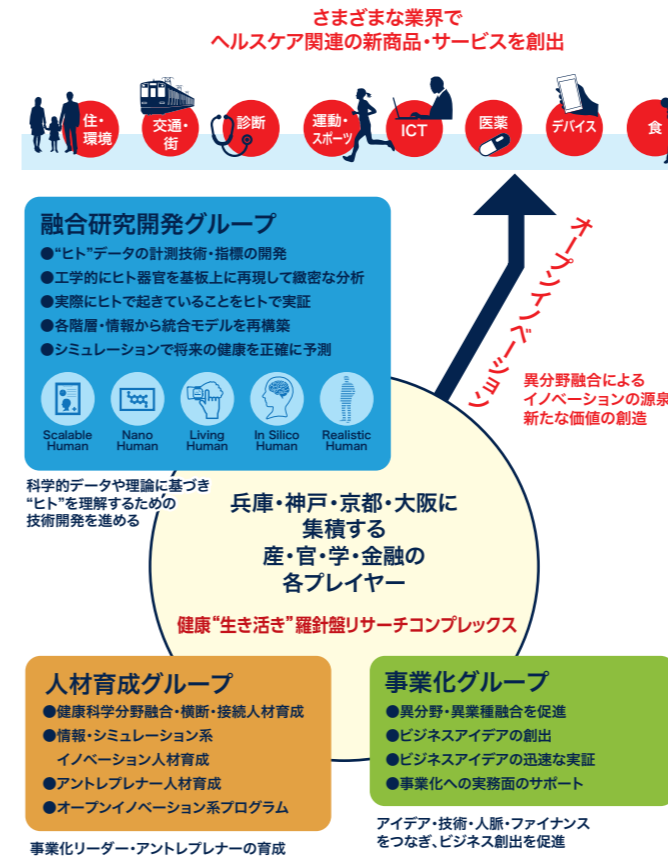 さまざまな業界で
ヘルスケア関連の新商品・サービスを創出
住・
環境
交通・
街
診断
運動・
スポーツ
ICT
医薬
デバイス
食
融合研究開発グループ
●“ヒト”データの計測技術・指標の開発
●工学的にヒト器官を基板上に再現して緻密な分析
●実際にヒトで起きていることをヒトで実証
●各階層・情報から統合モデルを再構築
●シミュレーションで将来の健康を正確に予測
Scalable
Human
Nano
Human
Living
Human
In Silico
Human
Realistic
Human
科学的データや理論に基づき
“ヒト”を理解するための
技術開発を進める
オープンイノベーション
異分野融合による
イノベーションの源泉
新たな価値の創造
兵庫・神戸・京都・大阪に
集積する
産・官・学・金融の
各プレイヤー
健康“生き活き”羅針盤リサーチコンプレックス
人材育成グループ
●健康科学分野融合・横断・接続人材育成
●情報・シミュレーション系
イノベーション人材育成
●アントレプレナー人材育成
●オープンイノベーション系プログラム
事業化リーダー・アントレプレナーの育成
事業化グループ
●異分野・異業種融合を促進
●ビジネスアイデアの創出
●ビジネスアイデアの迅速な実証
●事業化への実務面のサポート
アイデア・技術・人脈・ファイナンス
をつなぎ、ビジネス創出を促進